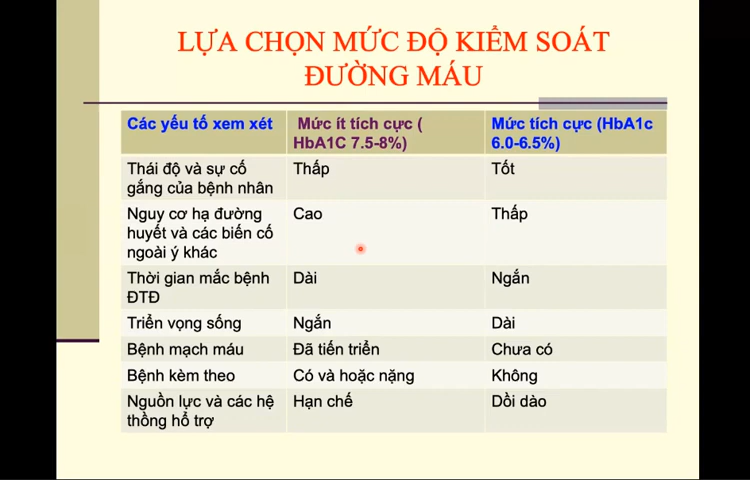 LỰA CHỌN MỨC ĐỘ KIỂM SOÁT
ĐƯỜNG MÁU
Các yếu tố xem xét
Mức ít tích cực (
HbA1C 7.5-8%)
Mức tích cực (HbA1c
6.0-6.5%)
Thái độ và sự cố
gắng của bệnh nhân
Thấp
Tốt
Nguy cơ hạ đường
huyết và các biến cố
ngoài ý khác
Cao
Thấp
Thời gian mắc bệnh
ĐTĐ
Dài
Ngắn
Triển vọng sống
Ngắn
Dài
Bệnh mạch máu
Đã tiến triển
Chưa có
Bệnh kèm theo
Có và hoặc nặng
Không
Nguồn lực và các hệ
thồng hổ trợ
Hạn chế
Dồi dào